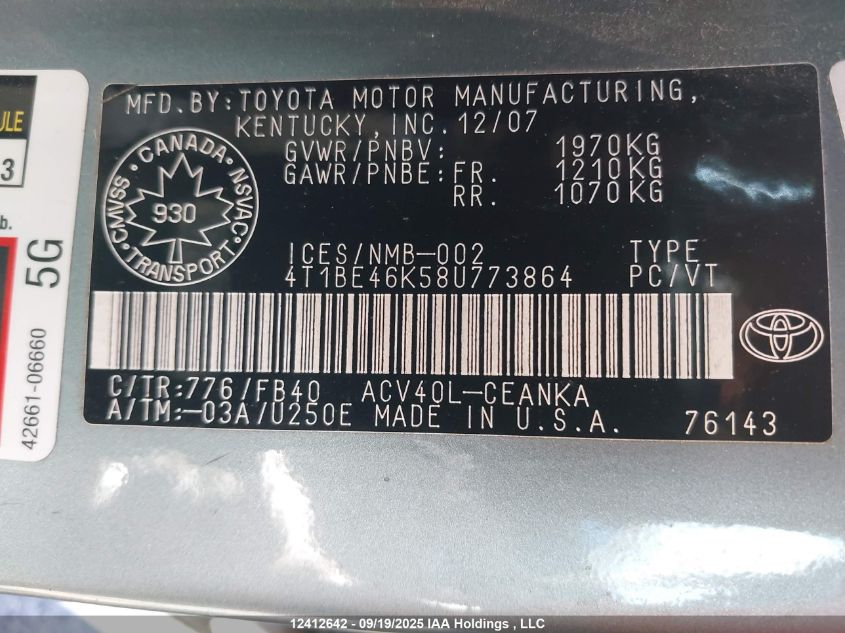 MFD.BY:TOYOTA MOTOR MANUFACTURING,
KENTUCKY, INC. 12/07
GVWR/PNBV: 1970KG
GAWR/PNBE:FR. 1210KG
RR. 1070KG
CANADA
CMVSS NSVAC
930
TRANSPORT
ICES/NMB-002 TYPE
4T1BE46K58U773864 PC/VT
C/TR:776/FB40 ACV40L-CEANKA
A/TM:-03A/U250E MADE IN U.S.A. 76143
ULE
3
b.
5G
42661-06660
12412642 - 09/19/2025 IAA Holdings , LLC